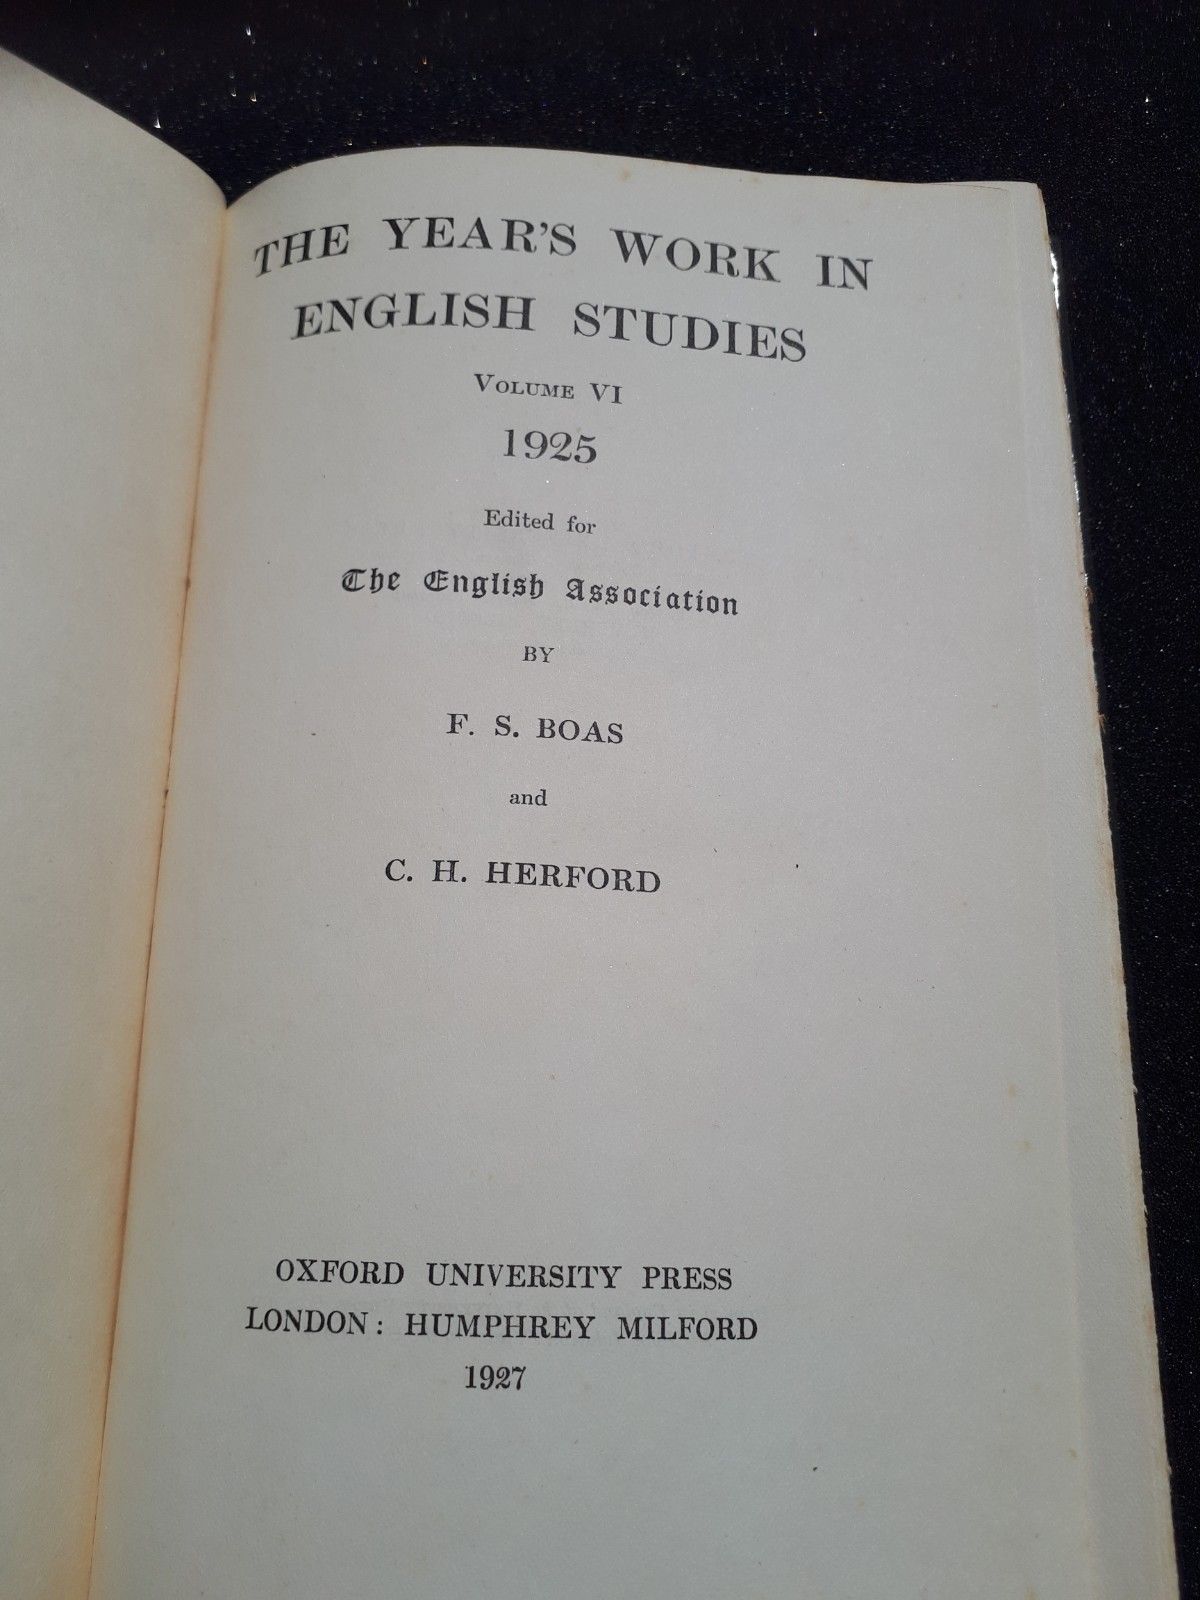 THE YEAR'S WORK IN
ENGLISH STUDIES
VOLUME VI
1925
Edited for
The English Association
BY
F. S. BOAS
and
C. H. HERFORD
OXFORD UNIVERSITY PRESS
LONDON: HUMPHREY MILFORD
1927